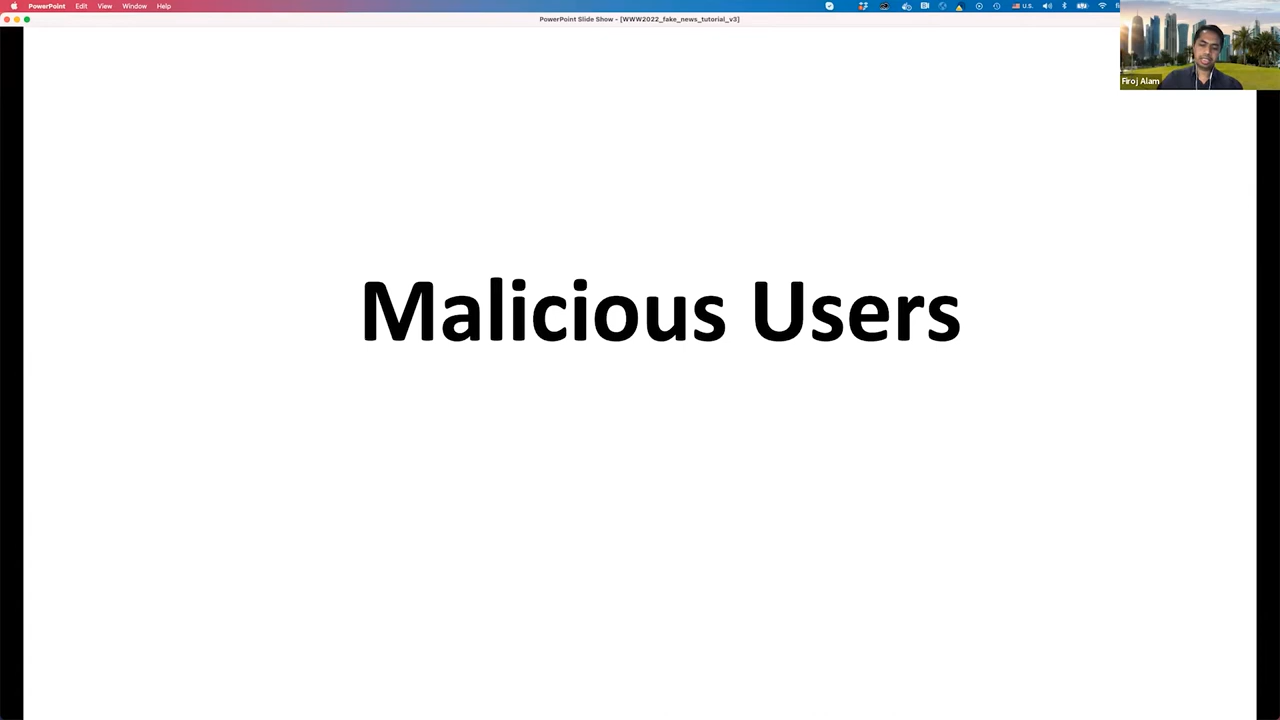 PowerPoint Edit View Window Help U.S.
PowerPoint Slide Show - [WWW2022_fake_news_tutorial_v3]
Firoj Alam
Malicious Users